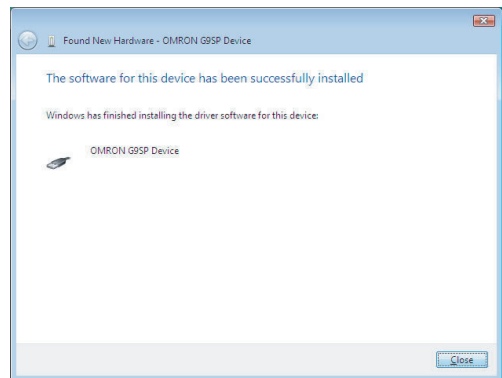 Found New Hardware - OMRON G9SP Device
The software for this device has been successfully installed
Windows has finished installing the driver software for this device:
OMRON G9SP Device
Close